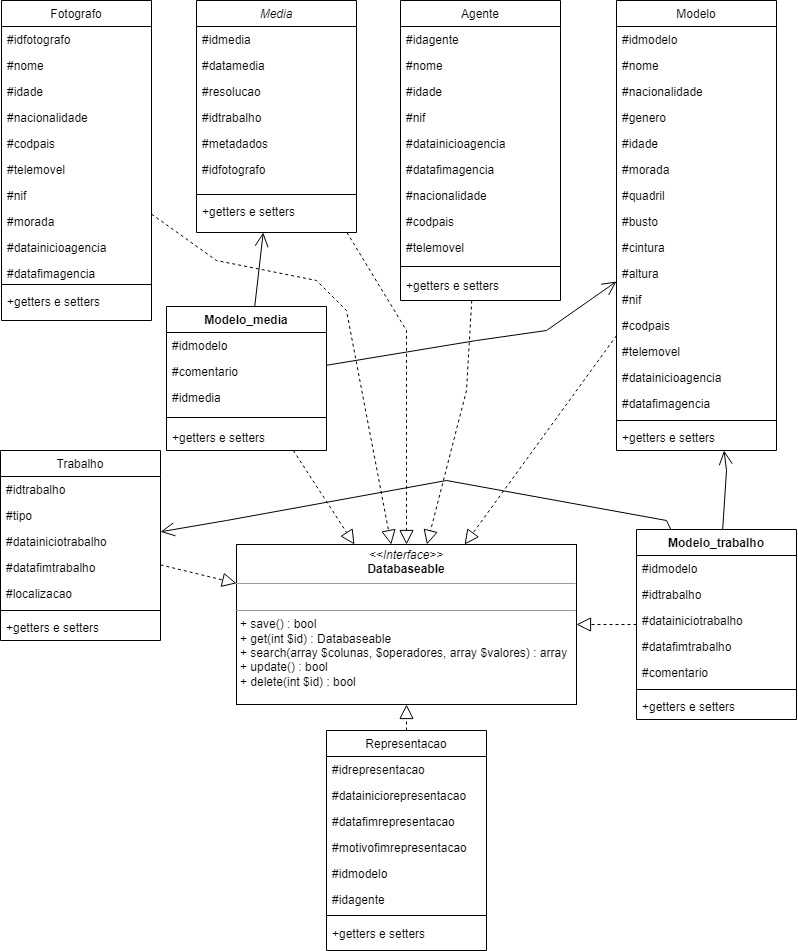 Fotografo
#idfotografo
#nome
#idade
#nacionalidade
#codpais
#telemovel
#nif
#morada
#datainicioagencia
#datafimagencia
+getters e setters
Media
#idmedia
#datamedia
#resolucao
#idtrabalho
#metadados
#idfotografo
+getters e setters
Agente
#idagente
#nome
#idade
#nif
#datainicioagencia
#datafimagencia
#nacionalidade
#codpais
#telemovel
+getters e setters
Modelo
#idmodelo
#nome
#nacionalidade
#genero
#idade
#morada
#quadril
#busto
#cintura
#altura
#nif
#codpais
#telemovel
#datainicioagencia
#datafimagencia
+getters e setters
Modelo_media
#idmodelo
#comentario
#idmedia
+getters e setters
Trabalho
#idtrabalho
#tipo
#datainiciotrabalho
#datafimtrabalho
#localizacao
+getters e setters
<<Interface>>
Databaseable
+ save() : bool
+ get(int $id) : Databaseable
+ search(array $colunas, $operadores, array $valores) : array
+ update() : bool
+ delete(int $id) : bool
Modelo_trabalho
#idmodelo
#idtrabalho
#datainiciotrabalho
#datafimtrabalho
#comentario
+getters e setters
Representacao
#idrepresentacao
#datainiciorepresentacao
#datafimrepresentacao
#motivofimrepresentacao
#idmodelo
#idagente
+getters e setters